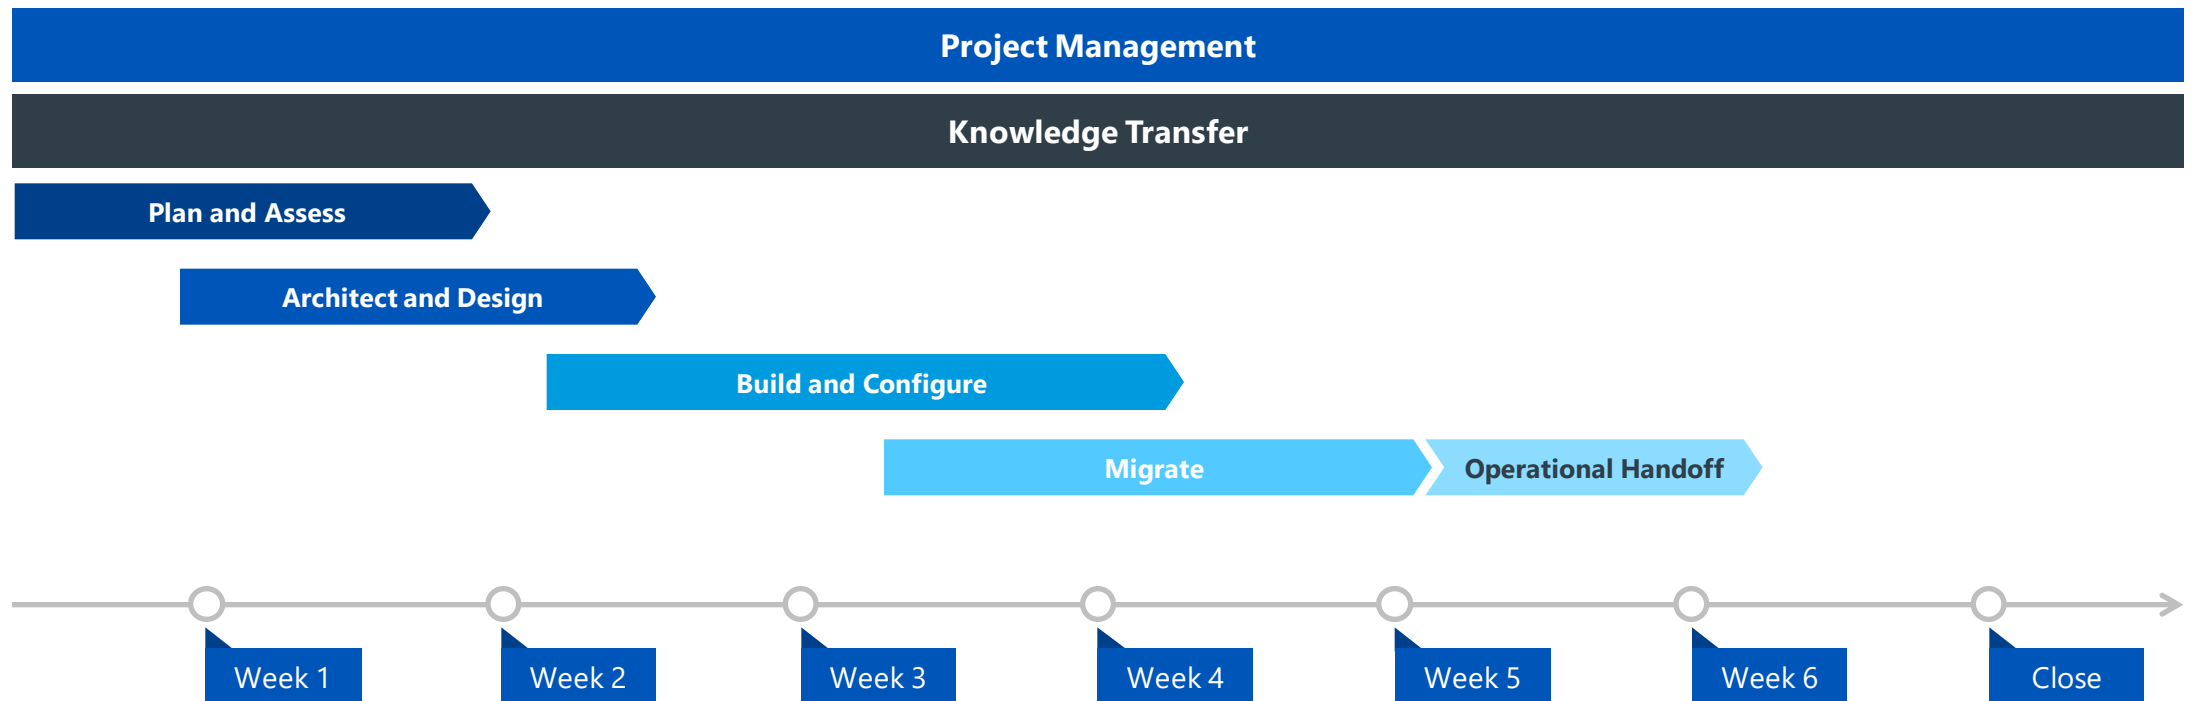 Project Management
Knowledge Transfer
Plan and Assess
Architect and Design
Build and Configure
Migrate
Operational Handoff
Week 1
Week 2
Week 3
Week 4
Week 5
Week 6
Close